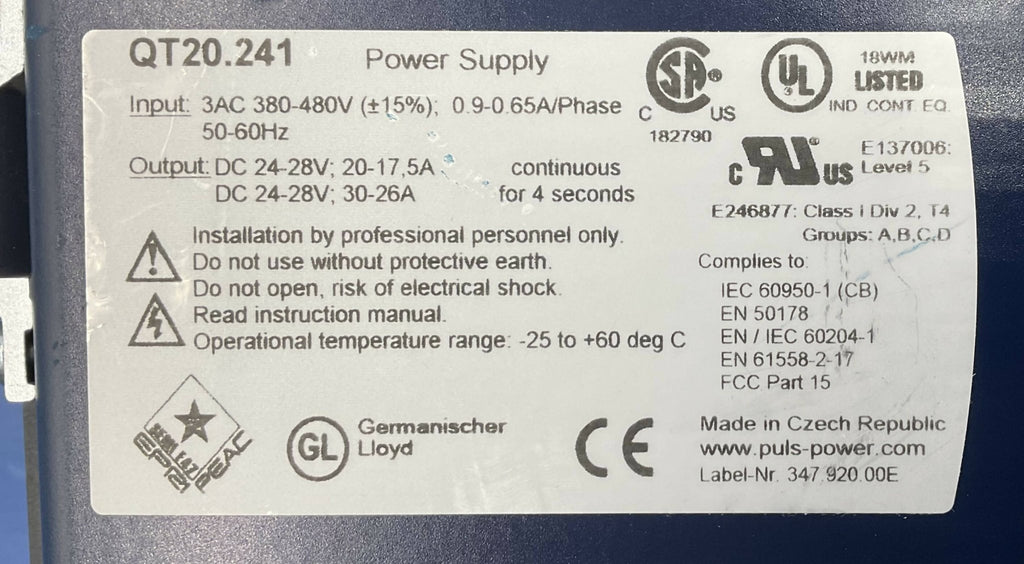 QT20.241 Power Supply
Input: 3AC 380-480V (±15%); 0.9-0.65A/Phase
50-60Hz
Output: DC 24-28V; 20-17,5A continuous
DC 24-28V; 30-26A for 4 seconds
Installation by professional personnel only.
Do not use without protective earth.
Do not open, risk of electrical shock.
Read instruction manual.
Operational temperature range: -25 to +60 deg C
SEMI F47
GL
Germanischer
Lloyd
CE
C SA® US
182790
UL
18WM
LISTED
IND CONT. EQ.
c RU® US
E137006:
Level 5
E246877: Class I Div 2, T4
Groups: A,B,C,D
Complies to:
IEC 60950-1 (CB)
EN 50178
EN / IEC 60204-1
EN 61558-2-17
FCC Part 15
Made in Czech Republic
www.puls-power.com
Label-Nr. 347.920.00E